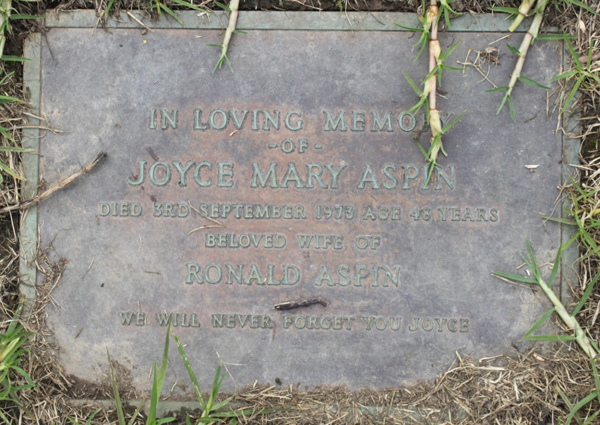 IN LOVING MEMOR
-OF-
JOYCE MARY ASPIN
DIED 3RD SEPTEMBER 1973 AGE 48 YEARS
BELOVED WIFE OF
RONALD ASPIN
WE WILL NEVER FORGET YOU JOYCE